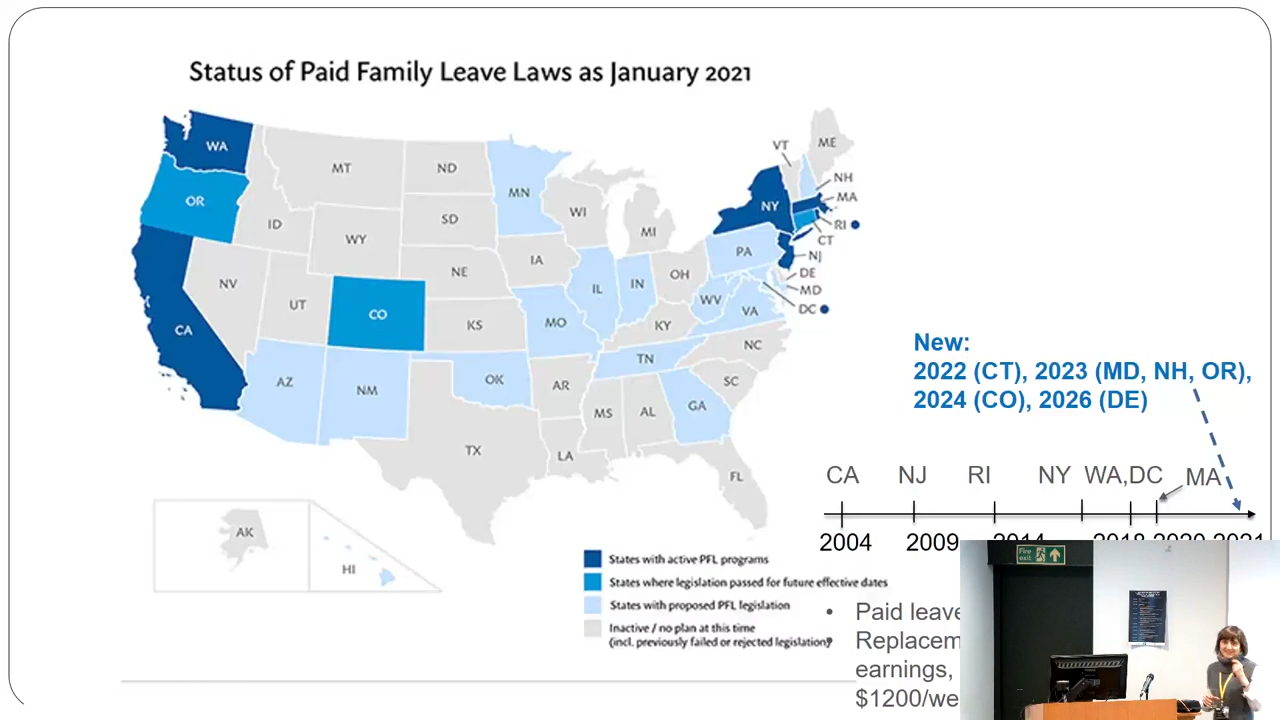 Status of Paid Family Leave Laws as January 2021
WA
MT
ND
MN
VT
ME
OR
ID
SD
WI
NH
MA
NY
MI
RI
CT
WY
IA
PA
NJ
NE
OH
DE
NV
UT
IL
IN
MD
CO
WV
VA
DC
CA
KS
MO
KY
NC
TN
AZ
NM
OK
AR
SC
MS
AL
GA
TX
LA
FL
AK
HI
New:
2022 (CT), 2023 (MD, NH, OR),
2024 (CO), 2026 (DE)
CA NJ RI NY WA,DC MA
2004 2009 2014 2018 2020 2021
States with active PFL programs
States where legislation passed for future effective dates
States with proposed PFL legislation
Inactive / no plan at this time
(incl. previously failed or rejected legislation)
• Paid leave
• Replacem
earnings,
$1200/we
Fire
exit